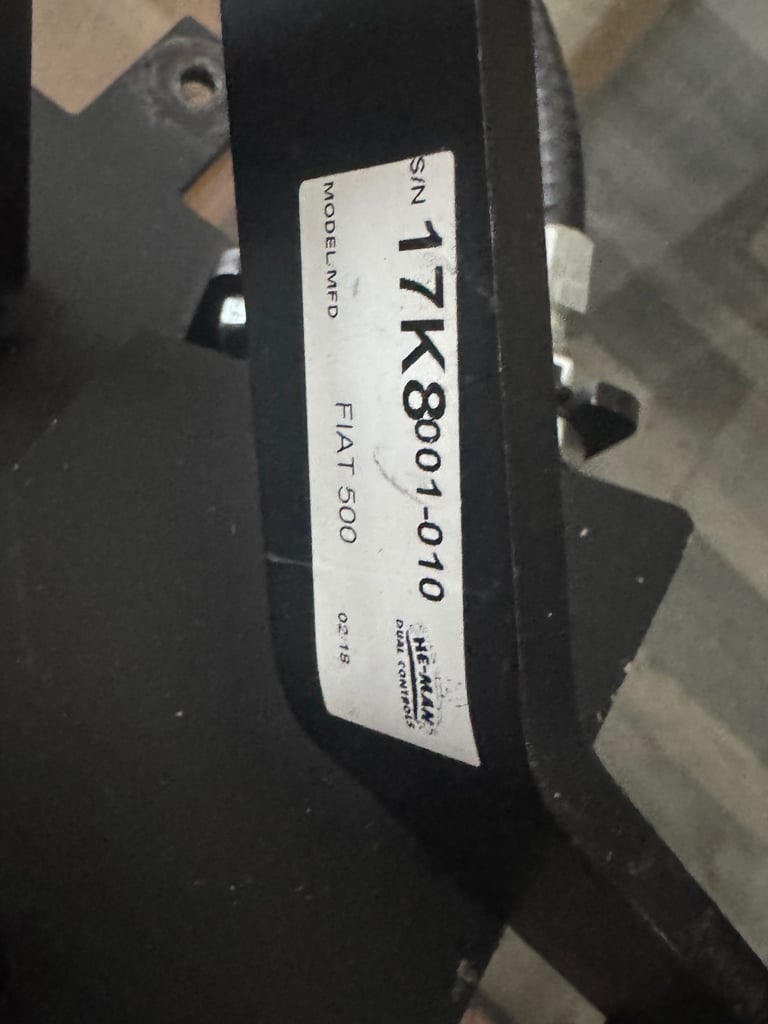 S/N 17K8001-010
HE-MAN
DUAL CONTROLS
MODEL.MFD FIAT 500 02/18